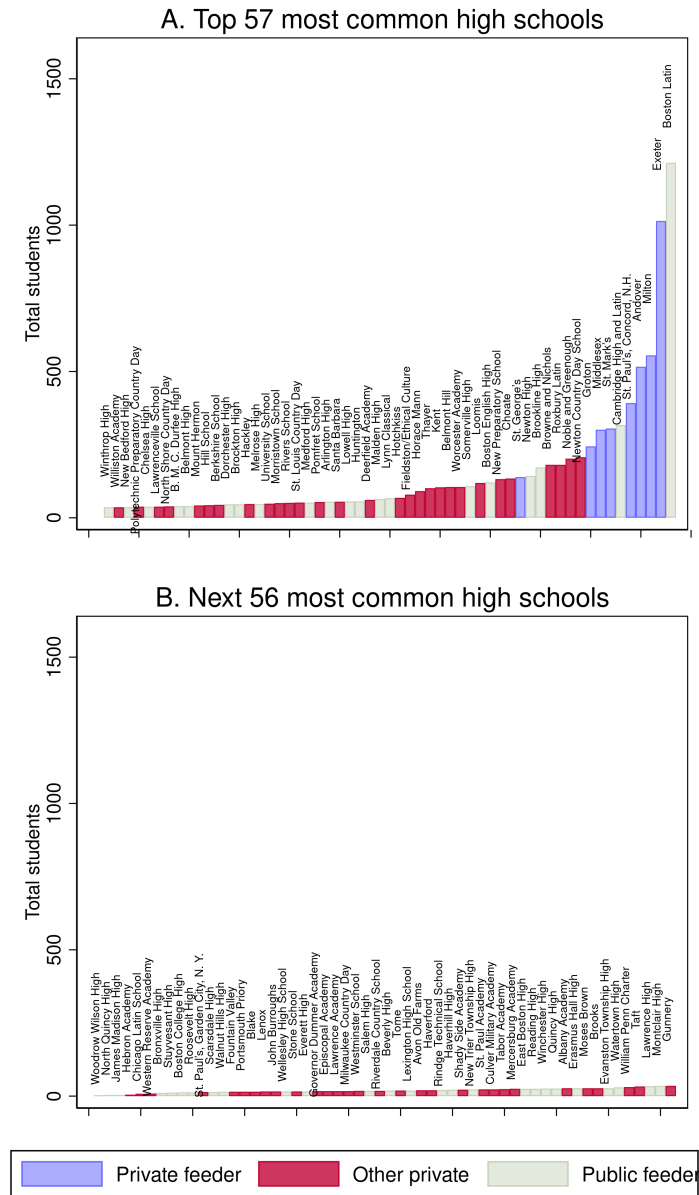 A. Top 57 most common high schools
1500
1000
500
0
Total students
Winthrop High
Williston Academy
New Bedford High
Polytechnic Preparatory Country Day
Chelsea High
Lawrenceville School
North Shore Country Day
B. M. C. Durfee High
Belmont High
Mount Hermon
Hill School
Berkshire School
Dorchester High
Brockton High
Hackley
Melrose High
University School
Morristown School
Rivers School
St. Louis Country Day
Medford High
Pomfret School
Arlington High
Santa Barbara
Lowell High
Huntington
Deerfield Academy
Malden High
Lynn Classical
Hotchkiss
Fieldston/Ethical Culture
Horace Mann
Thayer
Kent
Belmont Hill
Worcester Academy
Somerville High
Loomis
Boston English High
New Preparatory School
Choate
St. George's
Newton High
Brookline High
Browne and Nichols
Roxbury Latin
Noble and Greenough
Newton Country Day School
Groton
Middlesex
St. Mark's
Cambridge High and Latin
St. Paul's, Concord, N.H.
Andover
Milton
Exeter
Boston Latin
B. Next 56 most common high schools
1500
1000
500
0
Total students
Woodrow Wilson High
North Quincy High
James Madison High
Hebron Academy
Chicago Latin School
Western Reserve Academy
Bronxville High
Stuyvesant High
Boston College High
Roosevelt High
St. Paul's, Garden City, N. Y.
Scarsdale High
Walnut Hills High
Fountain Valley
Portsmouth Priory
Blake
Lenox
John Burroughs
Wellesley High School
Stone School
Everett High
Governor Dummer Academy
Episcopal Academy
Lawrence Academy
Milwaukee Country Day
Westminster School
Salem High
Riverdale Country School
Beverly High
Tome
Lexington High School
Avon Old Farms
Haverford
Rindge Technical School
Haverhill High
Shady Side Academy
New Trier Township High
St. Paul Academy
Culver Military Academy
Tabor Academy
Mercersburg Academy
East Boston High
Reading High
Winchester High
Quincy High
Albany Academy
Erasmus Hall High
Moses Brown
Brooks
Evanston Township High
Watertown High
William Penn Charter
Taft
Lawrence High
Montclair High
Gunnery
Private feeder
Other private
Public feeder